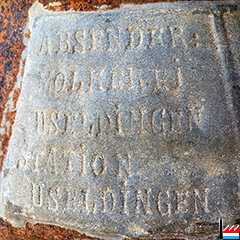 ABSENDER:
MOLKEREI
USELDINGEN
STATION
USELDINGEN